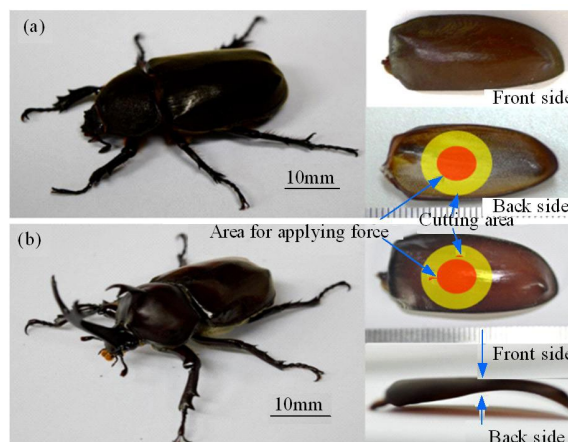 (a)
Front side
10mm
Back side
Area for applying force
Cutting area
(b)
Front side
10mm
Back side